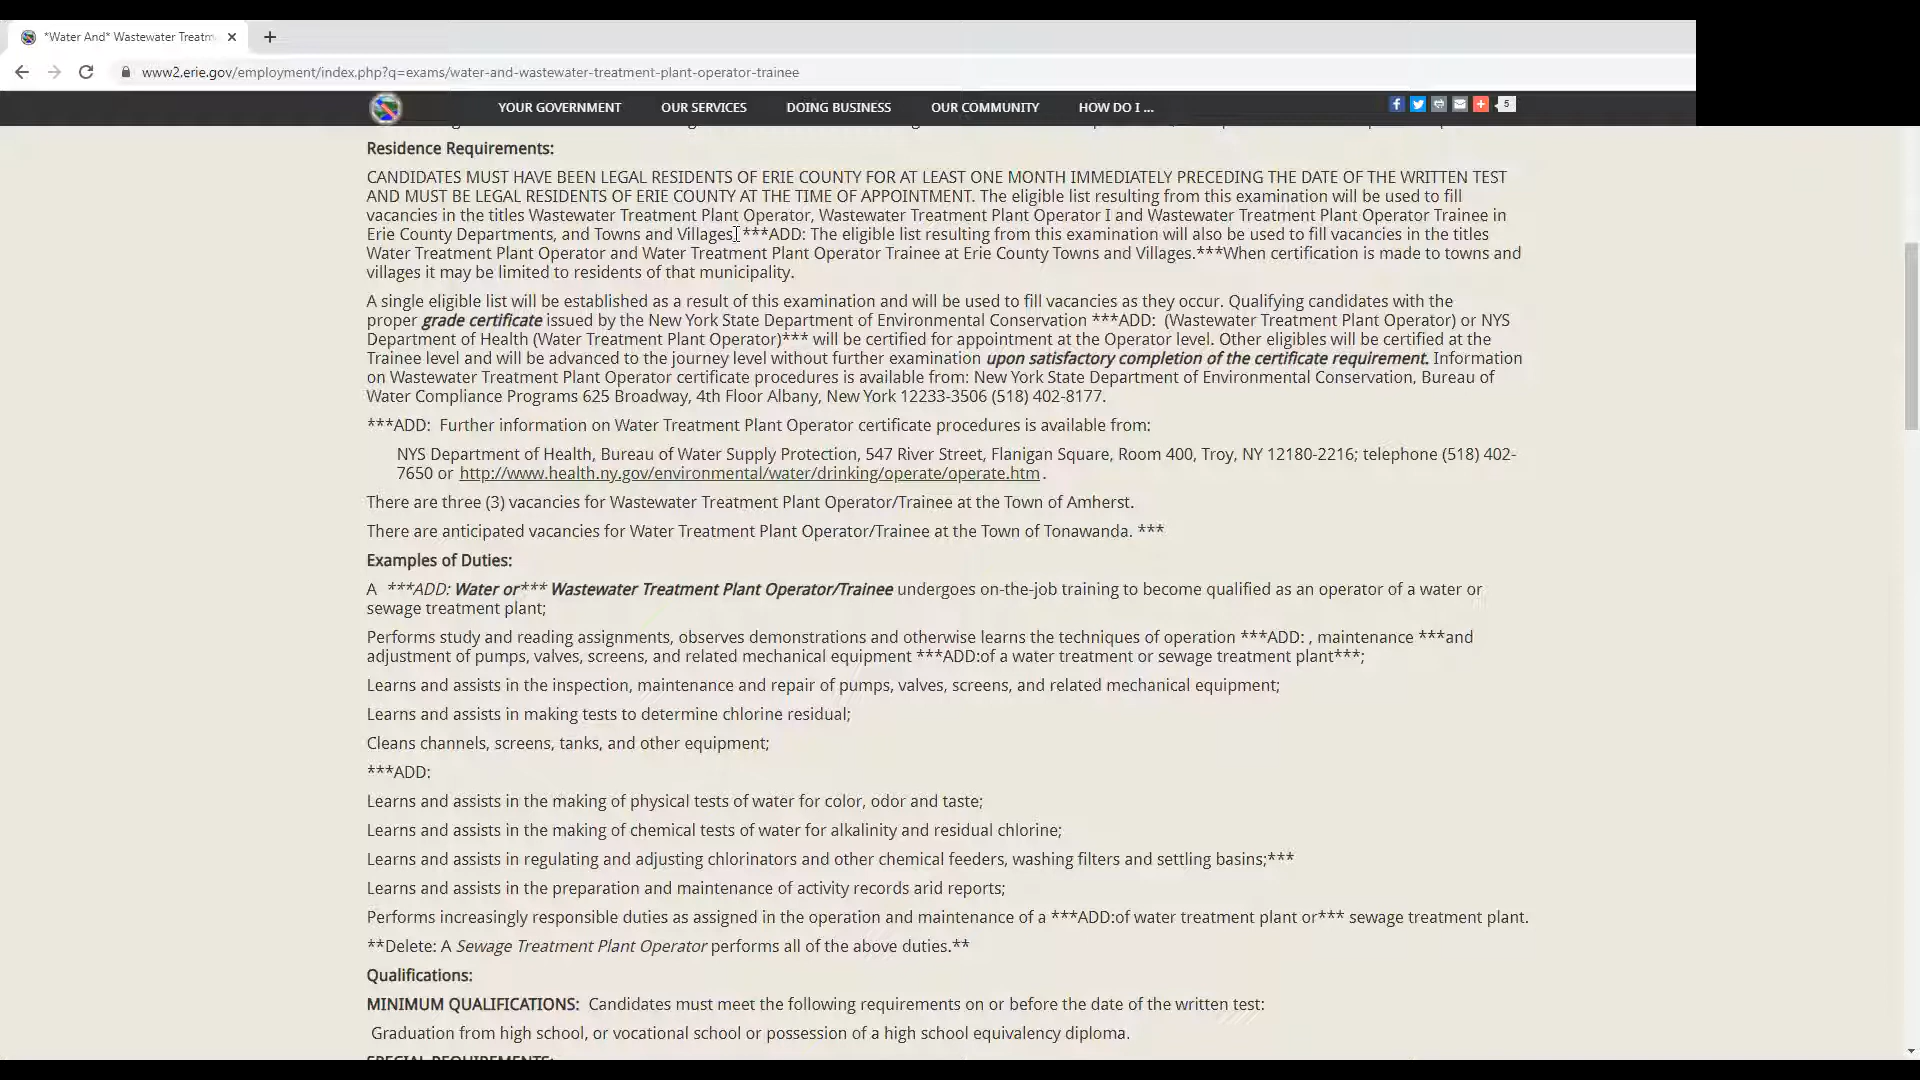 *Water And* Wastewater Treatm
www2.erie.gov/employment/index.php?q=exams/water-and-wastewater-treatment-plant-operator-trainee
YOUR GOVERNMENT OUR SERVICES DOING BUSINESS OUR COMMUNITY HOW DO I ... 5
Residence Requirements:
CANDIDATES MUST HAVE BEEN LEGAL RESIDENTS OF ERIE COUNTY FOR AT LEAST ONE MONTH IMMEDIATELY PRECEDING THE DATE OF THE WRITTEN TEST
AND MUST BE LEGAL RESIDENTS OF ERIE COUNTY AT THE TIME OF APPOINTMENT. The eligible list resulting from this examination will be used to fill
vacancies in the titles Wastewater Treatment Plant Operator, Wastewater Treatment Plant Operator I and Wastewater Treatment Plant Operator Trainee in
Erie County Departments, and Towns and Villages. ***ADD: The eligible list resulting from this examination will also be used to fill vacancies in the titles
Water Treatment Plant Operator and Water Treatment Plant Operator Trainee at Erie County Towns and Villages.***When certification is made to towns and
villages it may be limited to residents of that municipality.
A single eligible list will be established as a result of this examination and will be used to fill vacancies as they occur. Qualifying candidates with the
proper grade certificate issued by the New York State Department of Environmental Conservation ***ADD: (Wastewater Treatment Plant Operator) or NYS
Department of Health (Water Treatment Plant Operator)*** will be certified for appointment at the Operator level. Other eligibles will be certified at the
Trainee level and will be advanced to the journey level without further examination upon satisfactory completion of the certificate requirement. Information
on Wastewater Treatment Plant Operator certificate procedures is available from: New York State Department of Environmental Conservation, Bureau of
Water Compliance Programs 625 Broadway, 4th Floor Albany, New York 12233-3506 (518) 402-8177.
***ADD: Further information on Water Treatment Plant Operator certificate procedures is available from:
NYS Department of Health, Bureau of Water Supply Protection, 547 River Street, Flanigan Square, Room 400, Troy, NY 12180-2216; telephone (518) 402-
7650 or http://www.health.ny.gov/environmental/water/drinking/operate/operate.htm .
There are three (3) vacancies for Wastewater Treatment Plant Operator/Trainee at the Town of Amherst.
There are anticipated vacancies for Water Treatment Plant Operator/Trainee at the Town of Tonawanda. ***
Examples of Duties:
A ***ADD: Water or*** Wastewater Treatment Plant Operator/Trainee undergoes on-the-job training to become qualified as an operator of a water or
sewage treatment plant;
Performs study and reading assignments, observes demonstrations and otherwise learns the techniques of operation ***ADD: , maintenance ***and
adjustment of pumps, valves, screens, and related mechanical equipment ***ADD:of a water treatment or sewage treatment plant***;
Learns and assists in the inspection, maintenance and repair of pumps, valves, screens, and related mechanical equipment;
Learns and assists in making tests to determine chlorine residual;
Cleans channels, screens, tanks, and other equipment;
***ADD:
Learns and assists in the making of physical tests of water for color, odor and taste;
Learns and assists in the making of chemical tests of water for alkalinity and residual chlorine;
Learns and assists in regulating and adjusting chlorinators and other chemical feeders, washing filters and settling basins;***
Learns and assists in the preparation and maintenance of activity records arid reports;
Performs increasingly responsible duties as assigned in the operation and maintenance of a ***ADD:of water treatment plant or*** sewage treatment plant.
**Delete: A Sewage Treatment Plant Operator performs all of the above duties.**
Qualifications:
MINIMUM QUALIFICATIONS: Candidates must meet the following requirements on or before the date of the written test:
Graduation from high school, or vocational school or possession of a high school equivalency diploma.
SPECIAL REQUIREMENTS: